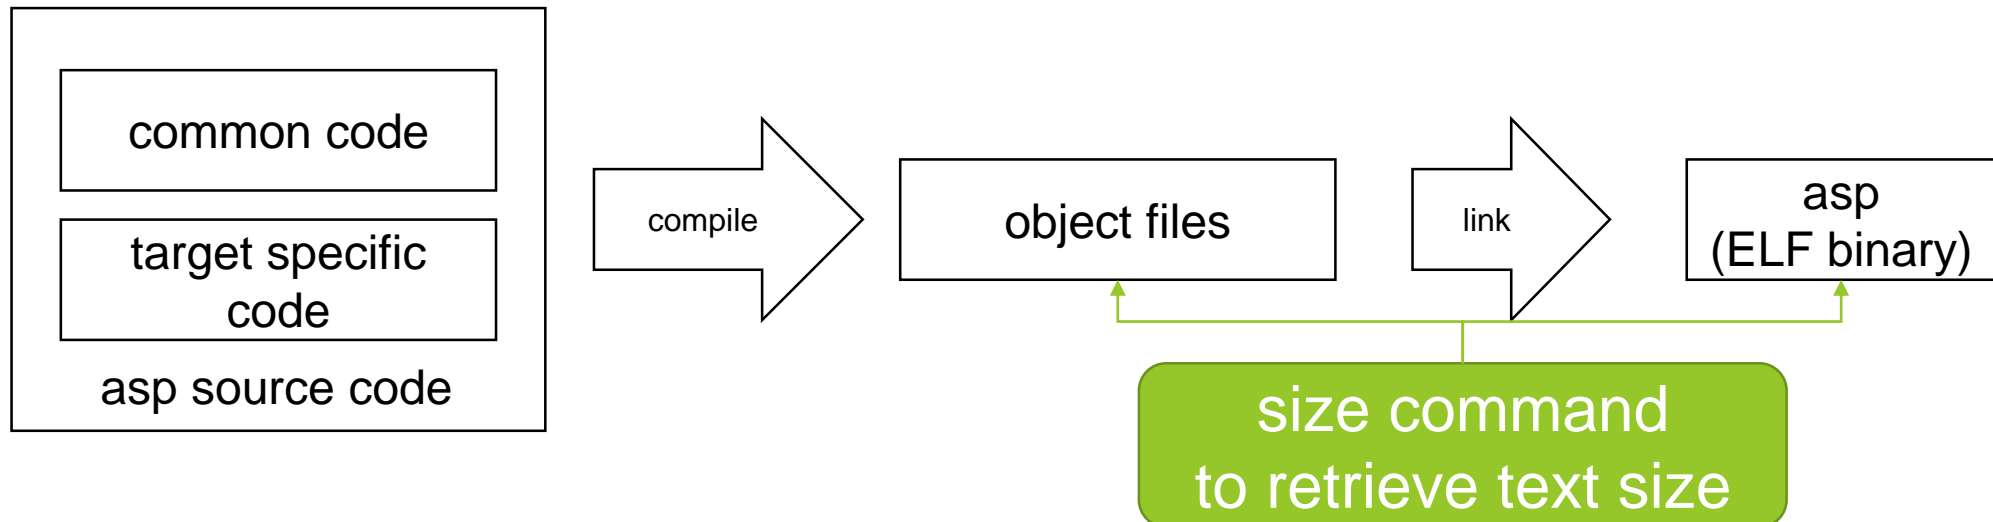 common code
target specific
code
asp source code
compile
object files
link
asp
(ELF binary)
size command
to retrieve text size